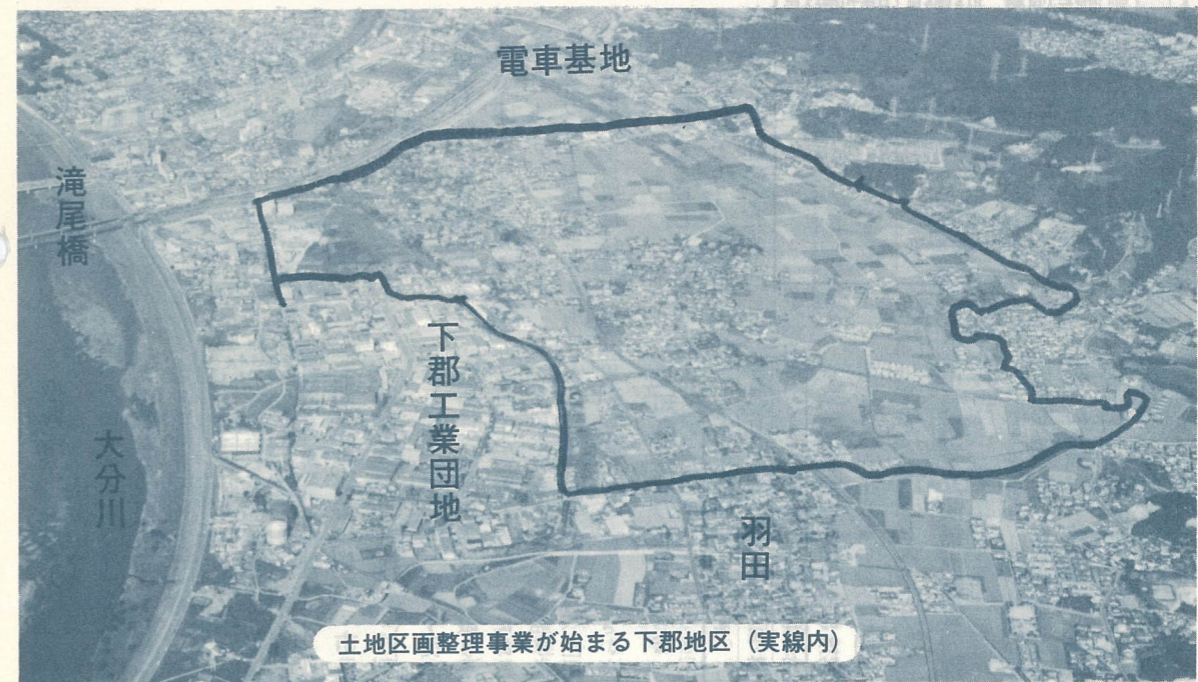 電車基地
滝尾橋
大分川
下郡工業団地
羽田
土地区画整理事業が始まる下郡地区（実線内）